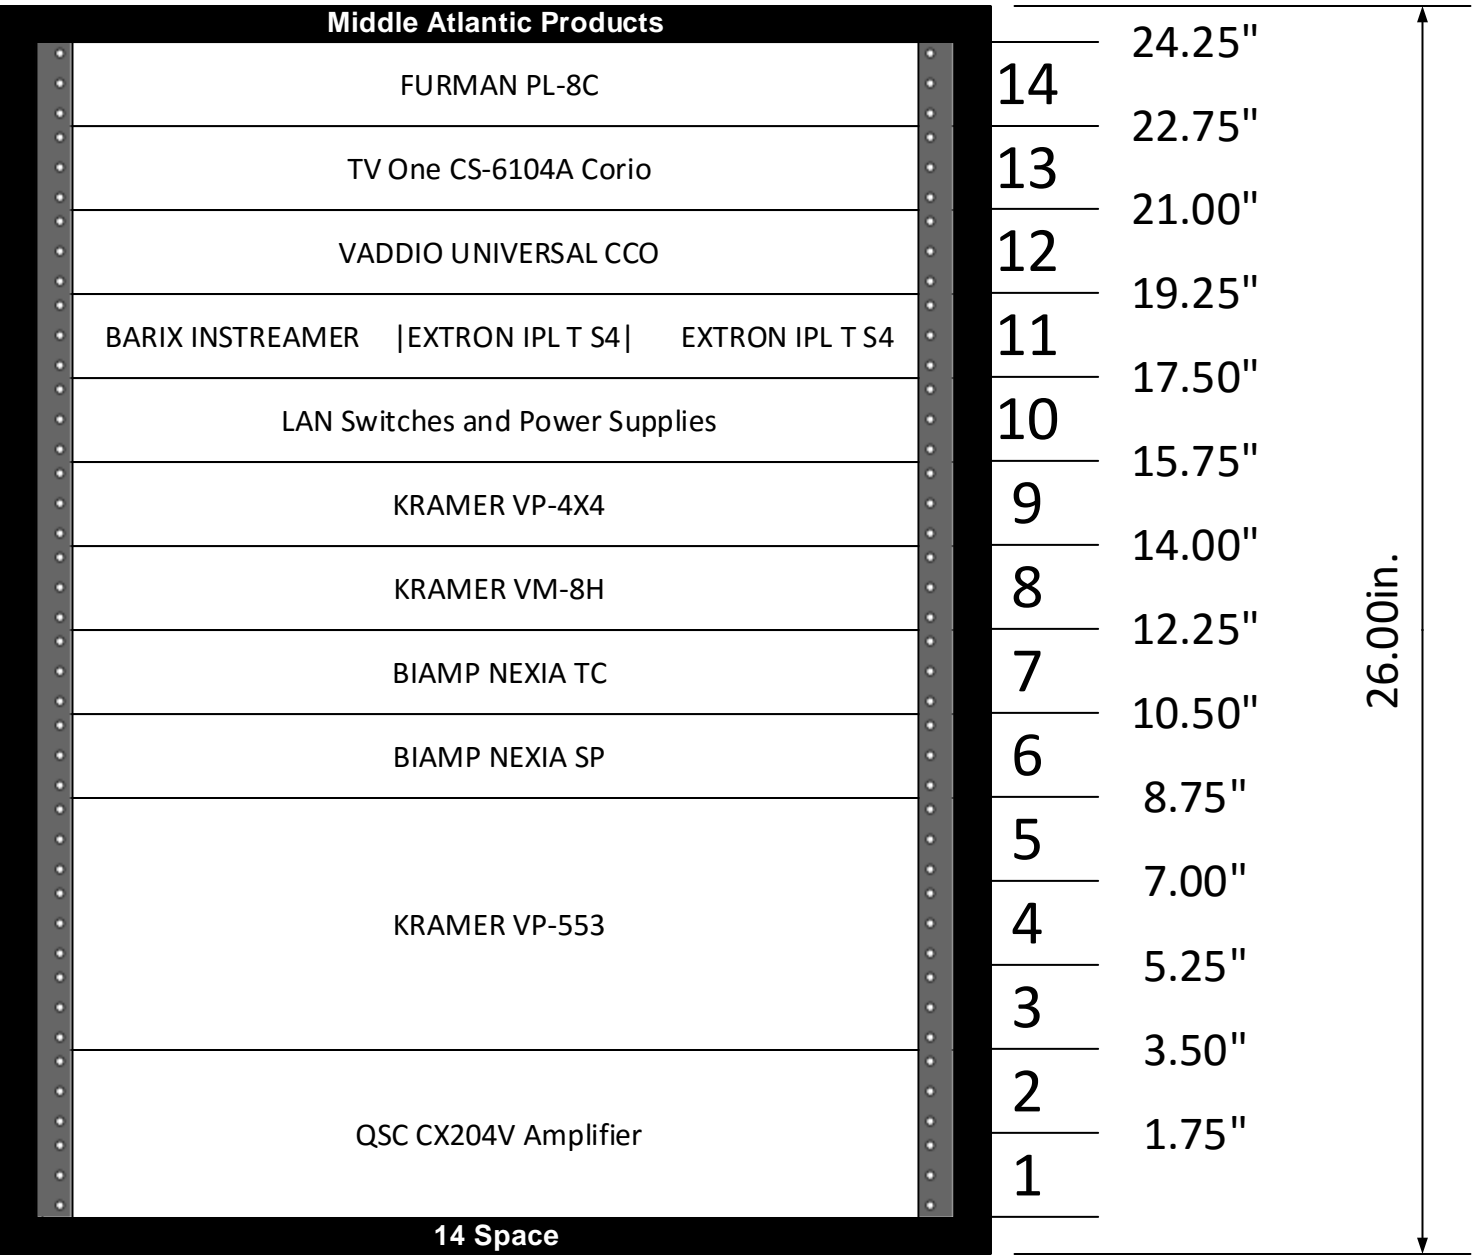 Middle Atlantic Products
24.25"
FURMAN PL-8C
14
22.75"
TV One CS-6104A Corio
13
21.00"
VADDIO UNIVERSAL CCO
12
19.25"
BARIX INSTREAMER |EXTRON IPL T S4| EXTRON IPL T S4
11
17.50"
LAN Switches and Power Supplies
10
15.75"
KRAMER VP-4X4
9
14.00"
KRAMER VM-8H
8
12.25"
26.00in.
BIAMP NEXIA TC
7
10.50"
BIAMP NEXIA SP
6
8.75"
5
7.00"
KRAMER VP-553
4
5.25"
3
3.50"
2
QSC CX204V Amplifier
1.75"
1
14 Space